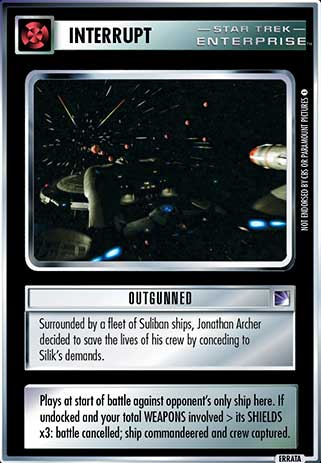 INTERRUPT
STAR TREK
ENTERPRISE™
NOT ENDORSED BY CBS OR PARAMOUNT PICTURES
OUTGUNNED
Surrounded by a fleet of Suliban ships, Jonathan Archer
decided to save the lives of his crew by conceding to
Silik's demands.
Plays at start of battle against opponent's only ship here. If
undocked and your total WEAPONS involved > its SHIELDS
x3: battle cancelled; ship commandeered and crew captured.
ERRATA